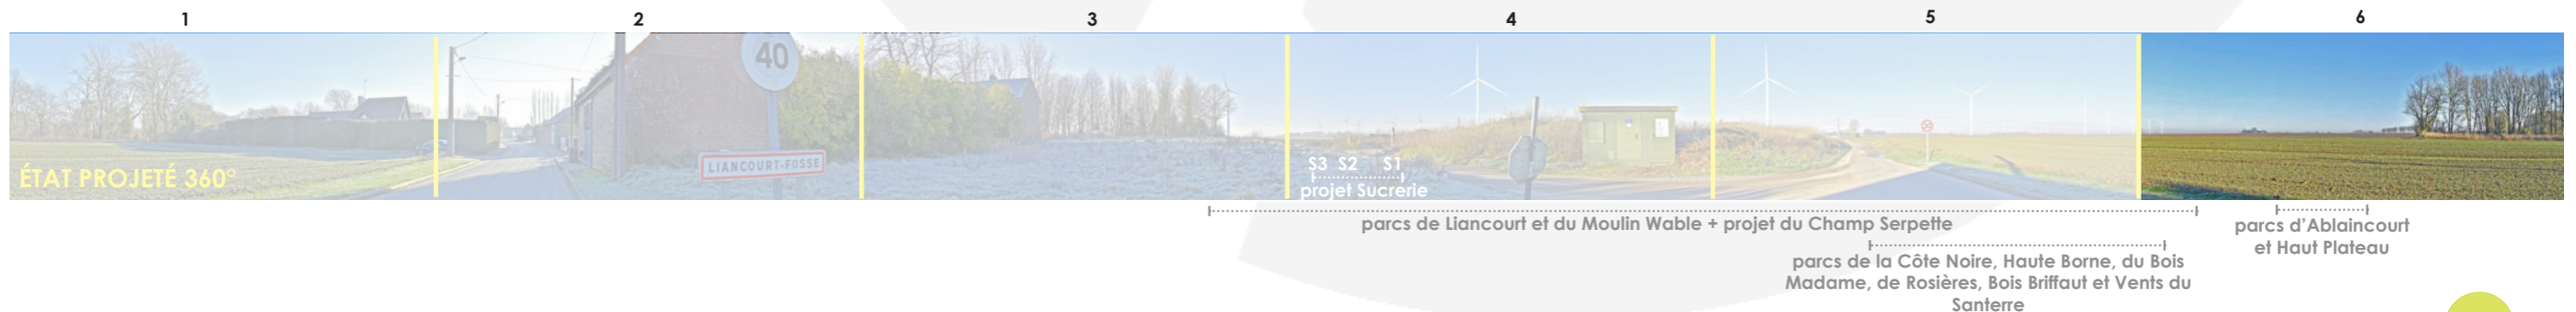 1 2 3 4 5 6
40
LIANCOURT-FOSSE
ÉTAT PROJETÉ 360°
S3 S2 S1
projet Sucrerie
parcs de Liancourt et du Moulin Wable + projet du Champ Serpette
parcs d'Ablaincourt
et Haut Plateau
parcs de la Côte Noire, Haute Borne, du Bois
Madame, de Rosières, Bois Briffaut et Vents du
Santerre